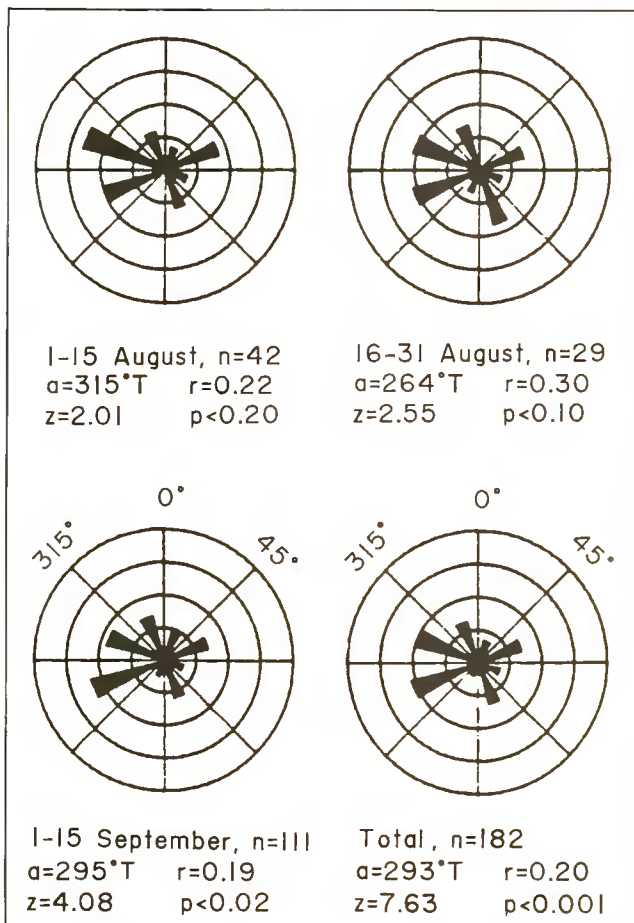 1-15 August, n=42
a=315°T r=0.22
z=2.01 p<0.20
16-31 August, n=29
a=264°T r=0.30
z=2.55 p<0.10
0°
315° 45°
1-15 September, n=111
a=295°T r=0.19
z=4.08 p<0.02
0°
315° 45°
Total, n=182
a=293°T r=0.20
z=7.63 p<0.001